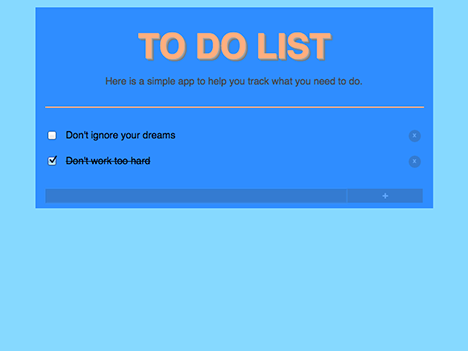 TO DO LIST
Here is a simple app to help you track what you need to do.
Don't ignore your dreams x
Don't work too hard x
+